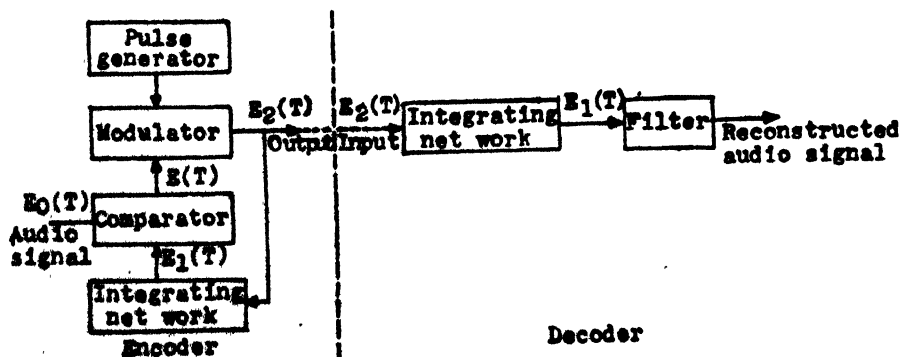 Pulse
generator
Modulator
E2(T)
Output
E2(T)
Input
Integrating
net work
E1(T)
Filter
Reconstructed
audio signal
E(T)
E0(T)
Audio
signal
Comparator
E1(T)
Integrating
net work
Encoder
Decoder